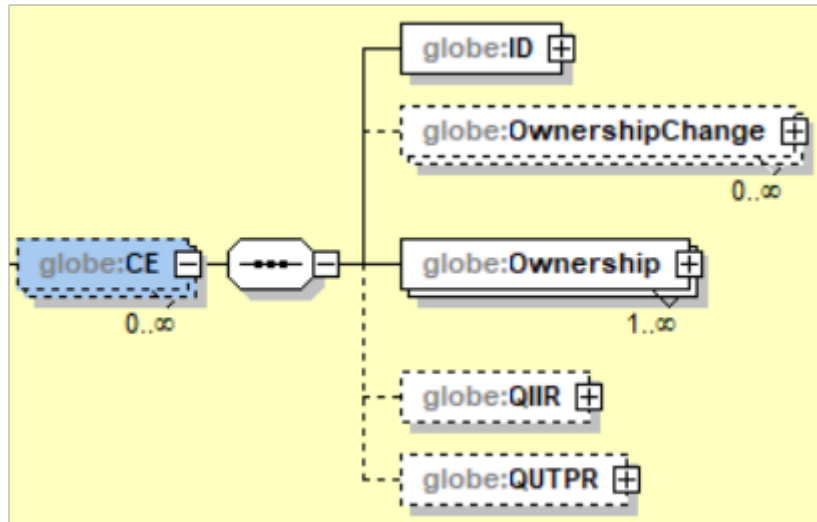 globe:ID
globe:OwnershipChange
0..∞
globe:CE
0..∞
globe:Ownership
1..∞
globe:QIIR
globe:QUTPR